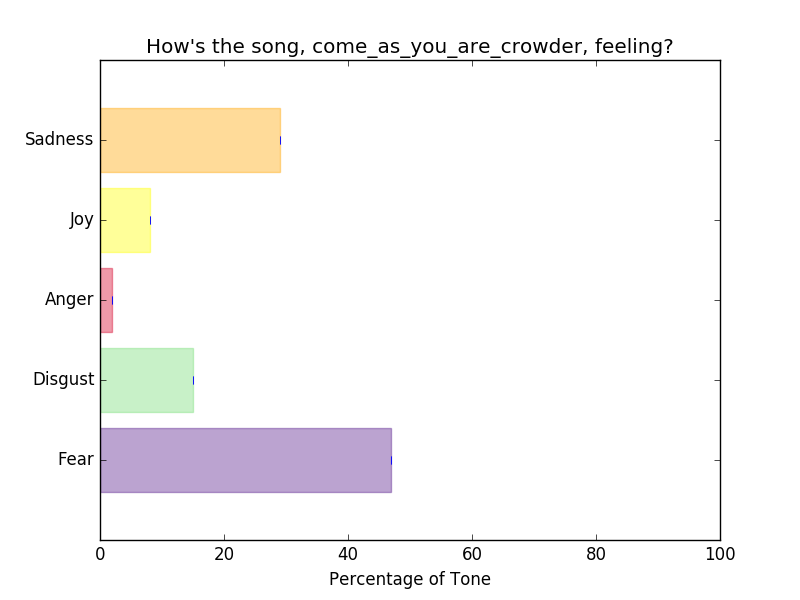 How's the song, come_as_you_are_crowder, feeling?
Sadness
Joy
Anger
Disgust
Fear
0 20 40 60 80 100
Percentage of Tone